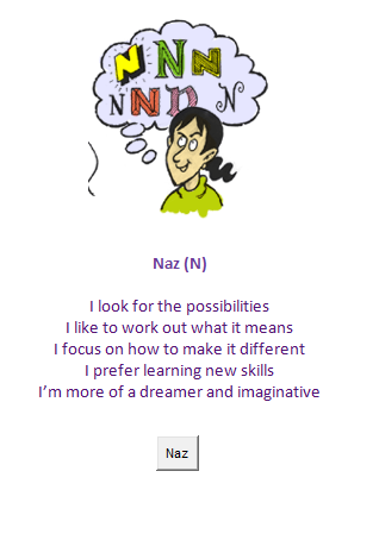 N N N
N N n N
Naz (N)
I look for the possibilities
I like to work out what it means
I focus on how to make it different
I prefer learning new skills
I'm more of a dreamer and imaginative
Naz